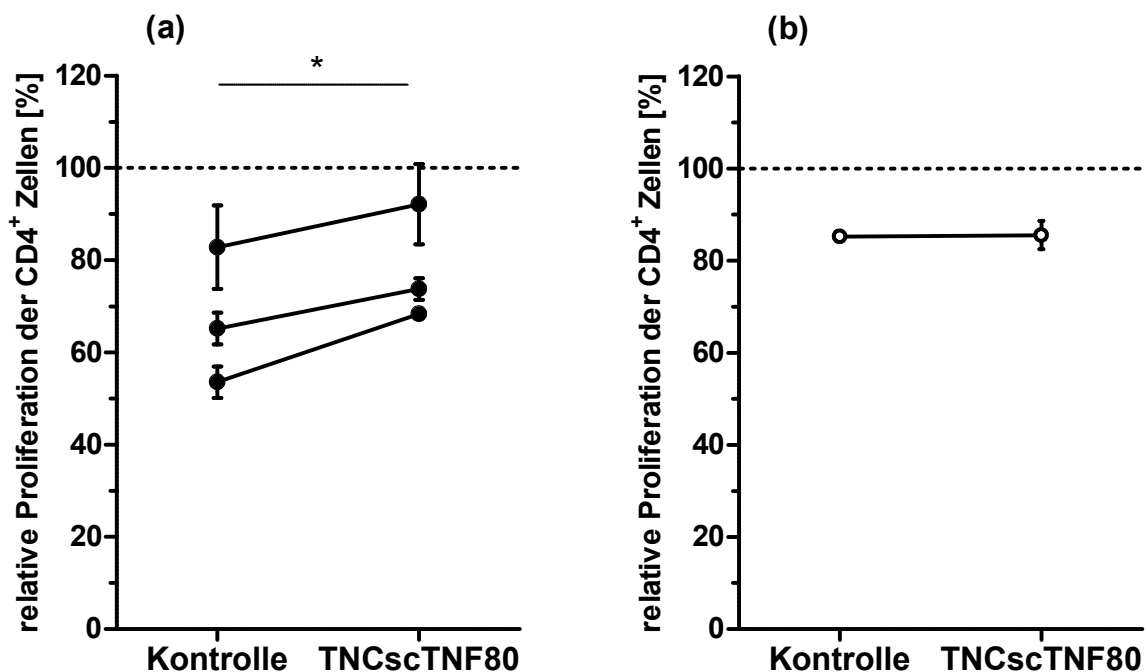 (a)
relative Proliferation der CD4+ Zellen [%]
120
100
80
60
40
20
0
*
Kontrolle TNCscTNF80
(b)
relative Proliferation der CD4+ Zellen [%]
120
100
80
60
40
20
0
Kontrolle TNCscTNF80